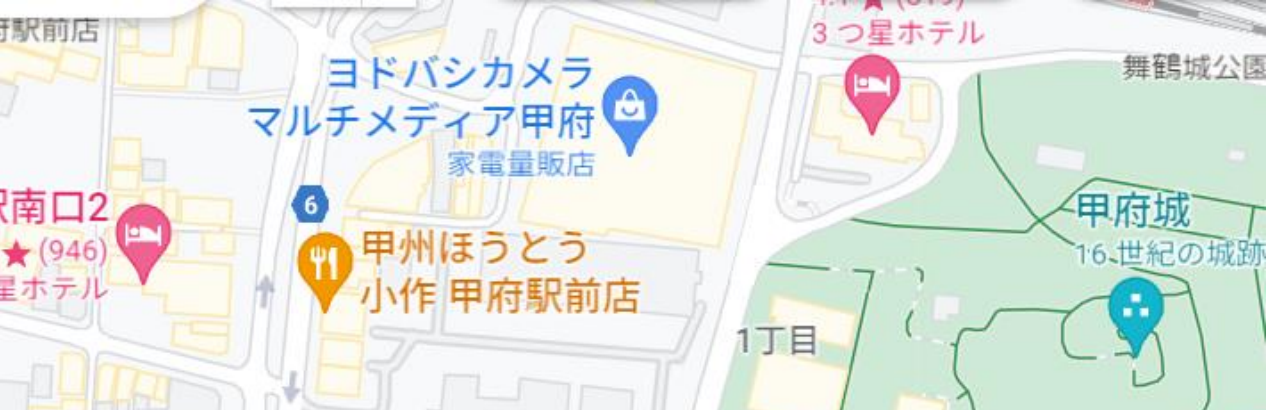 府駅前店
3 つ星ホテル
舞鶴城公園
ヨドバシカメラ
マルチメディア甲府
家電量販店
6
駅南口2
★ (946)
星ホテル
甲州ほうとう
小作 甲府駅前店
甲府城
16 世紀の城跡
1丁目